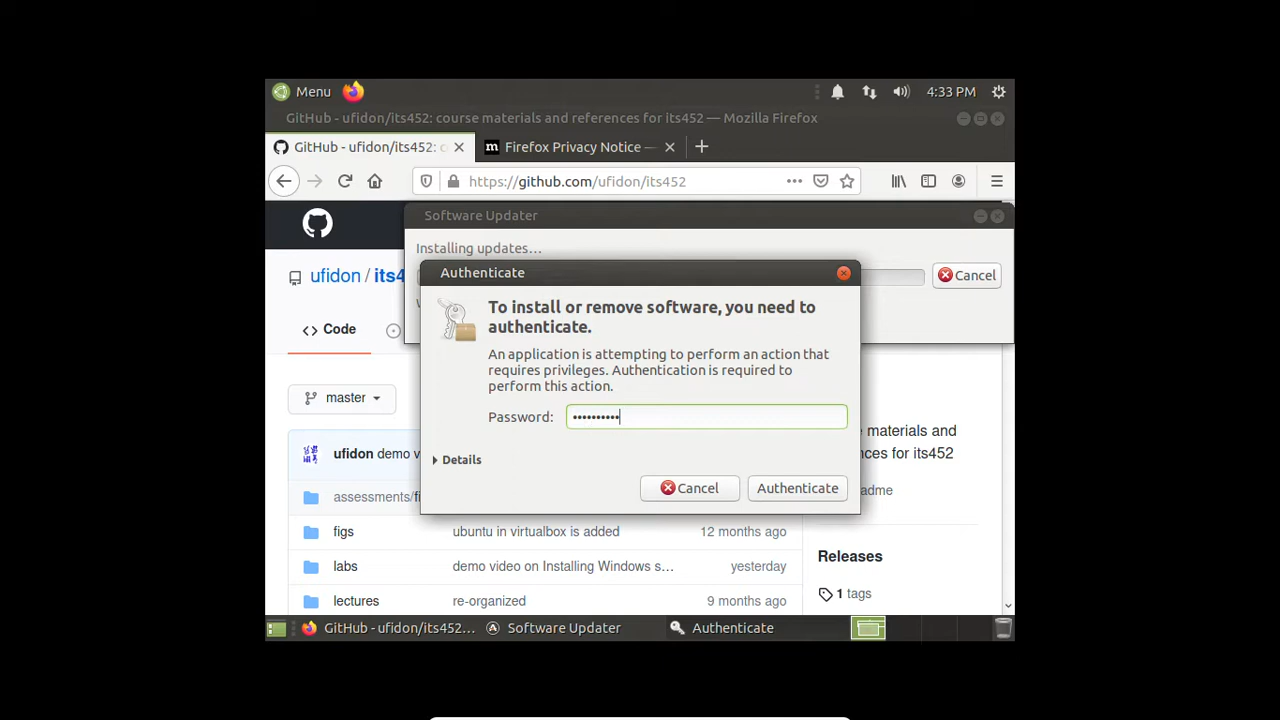 Menu
4:33 PM
GitHub - ufidon/its452: course materials and references for its452 — Mozilla Firefox
GitHub - ufidon/its452: c
Firefox Privacy Notice —
https://github.com/ufidon/its452
Software Updater
Installing updates…
Cancel
ufidon / its4
Authenticate
To install or remove software, you need to
authenticate.
An application is attempting to perform an action that
requires privileges. Authentication is required to
perform this action.
Password: ••••••••••
Details
Cancel
Authenticate
Code
master
materials and
ces for its452
ufidon demo v
assessments/fi
adme
figs
ubuntu in virtualbox is added
12 months ago
Releases
labs
demo video on Installing Windows s…
yesterday
1 tags
lectures
re-organized
9 months ago
GitHub - ufidon/its452:…
Software Updater
Authenticate